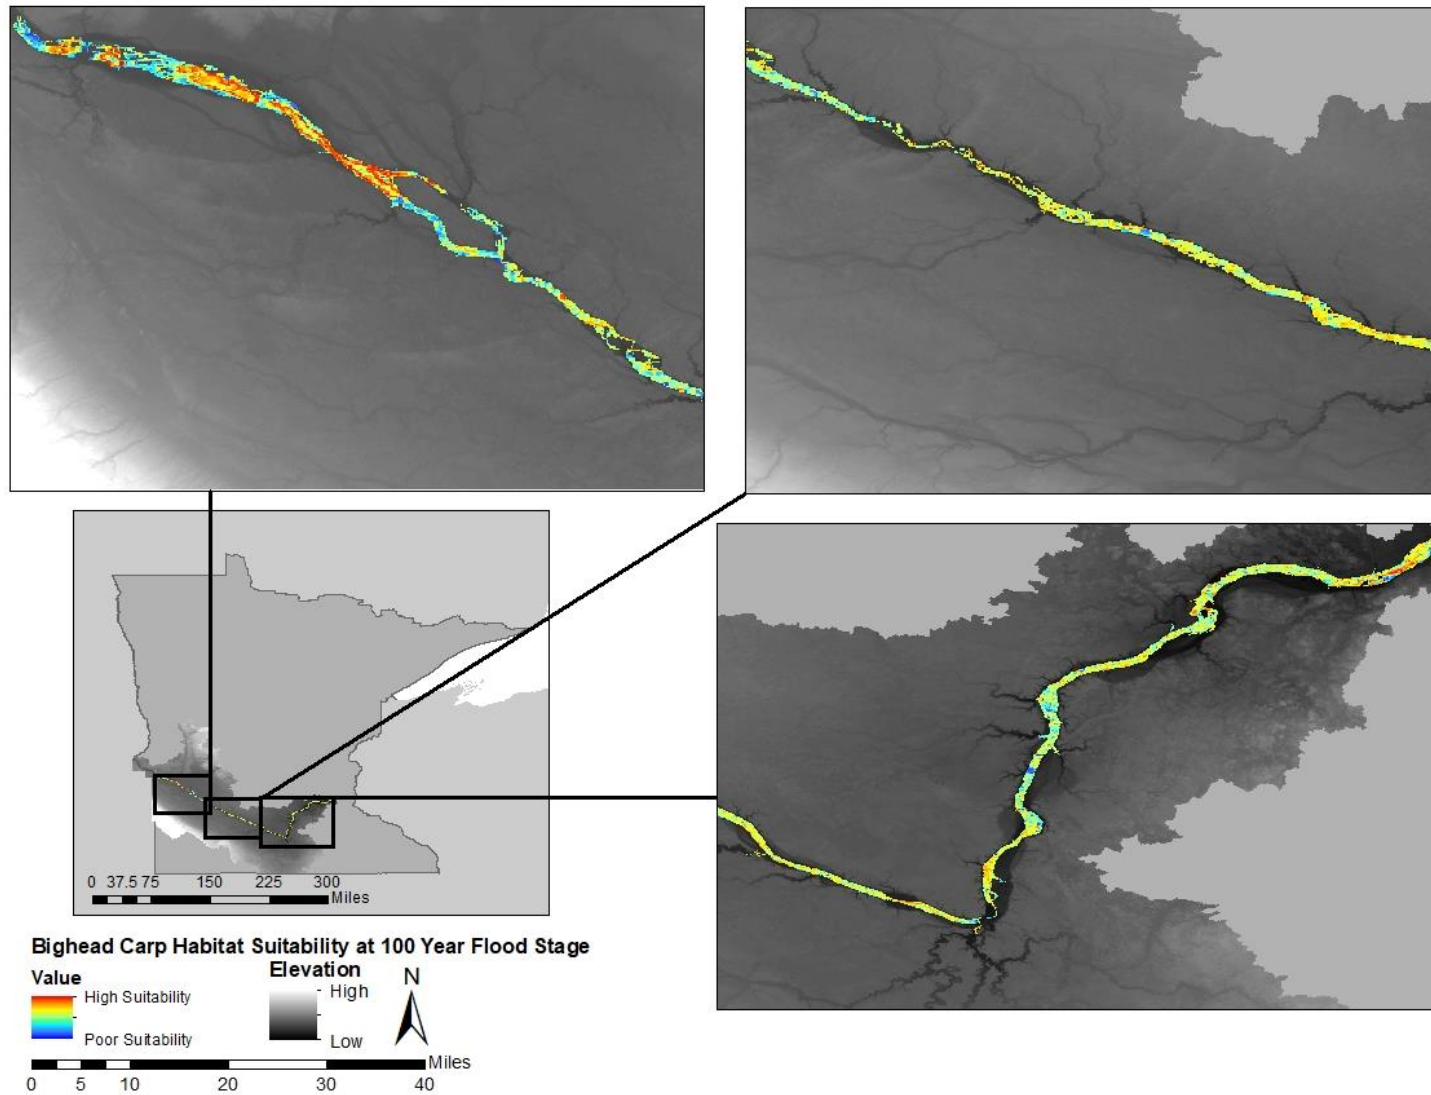 0 37.5 75 150 225 300
Miles
Bighead Carp Habitat Suitability at 100 Year Flood Stage
Value
High Suitability
Poor Suitability
Elevation
High
Low
N
Miles
0 5 10 20 30 40